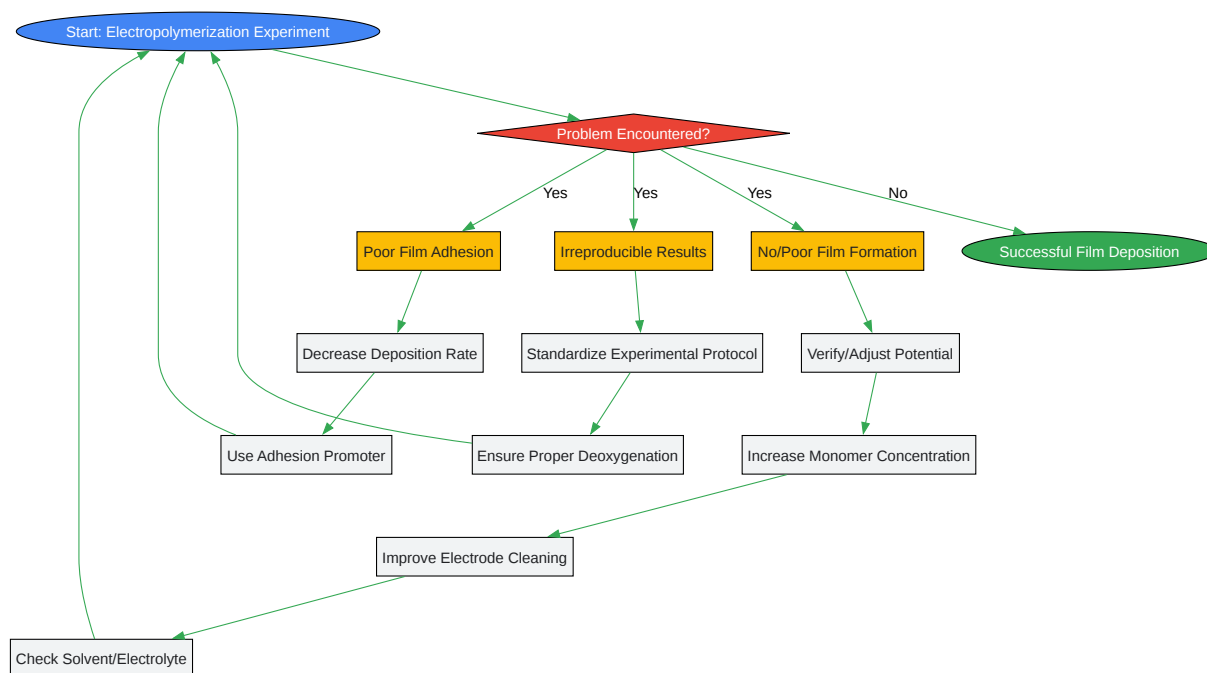 Start: Electropolymerization Experiment
Problem Encountered?
Yes
Yes
Yes
No
Poor Film Adhesion
Irreproducible Results
No/Poor Film Formation
Successful Film Deposition
Decrease Deposition Rate
Standardize Experimental Protocol
Verify/Adjust Potential
Use Adhesion Promoter
Ensure Proper Deoxygenation
Increase Monomer Concentration
Improve Electrode Cleaning
Check Solvent/Electrolyte